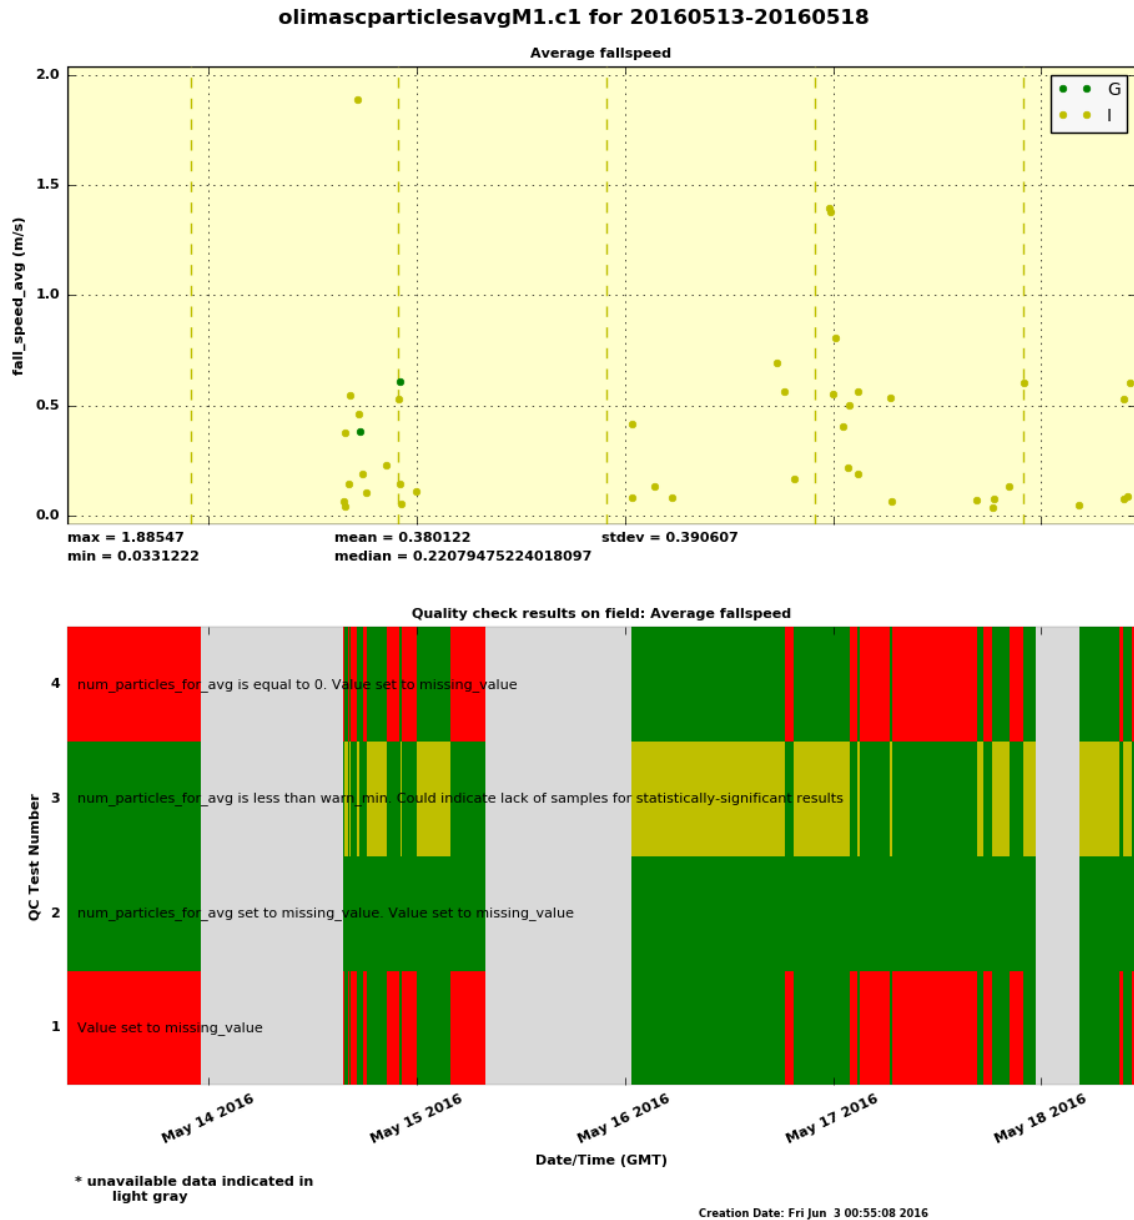 olimascparticlesavgM1.c1 for 20160513-20160518
Average fallspeed
2.0
1.5
1.0
0.5
0.0
fall_speed_avg (m/s)
G
I
max = 1.88547
mean = 0.380122
stdev = 0.390607
min = 0.0331222
median = 0.22079475224018097
Quality check results on field: Average fallspeed
QC Test Number
4
num_particles_for_avg is equal to 0. Value set to missing_value
3
num_particles_for_avg is less than warn_min. Could indicate lack of samples for statistically-significant results
2
num_particles_for_avg set to missing_value. Value set to missing_value
1
Value set to missing_value
May 14 2016
May 15 2016
May 16 2016
May 17 2016
May 18 2016
Date/Time (GMT)
* unavailable data indicated in
light gray
Creation Date: Fri Jun  3 00:55:08 2016